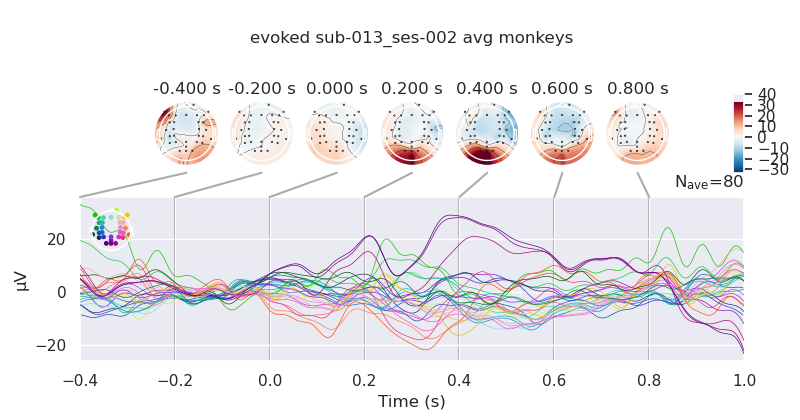 evoked sub-013_ses-002 avg monkeys
-0.400 s -0.200 s 0.000 s 0.200 s 0.400 s 0.600 s 0.800 s
40
30
20
10
0
−10
−20
−30
Nave=80
20
0
−20
µV
−0.4 −0.2 0.0 0.2 0.4 0.6 0.8 1.0
Time (s)